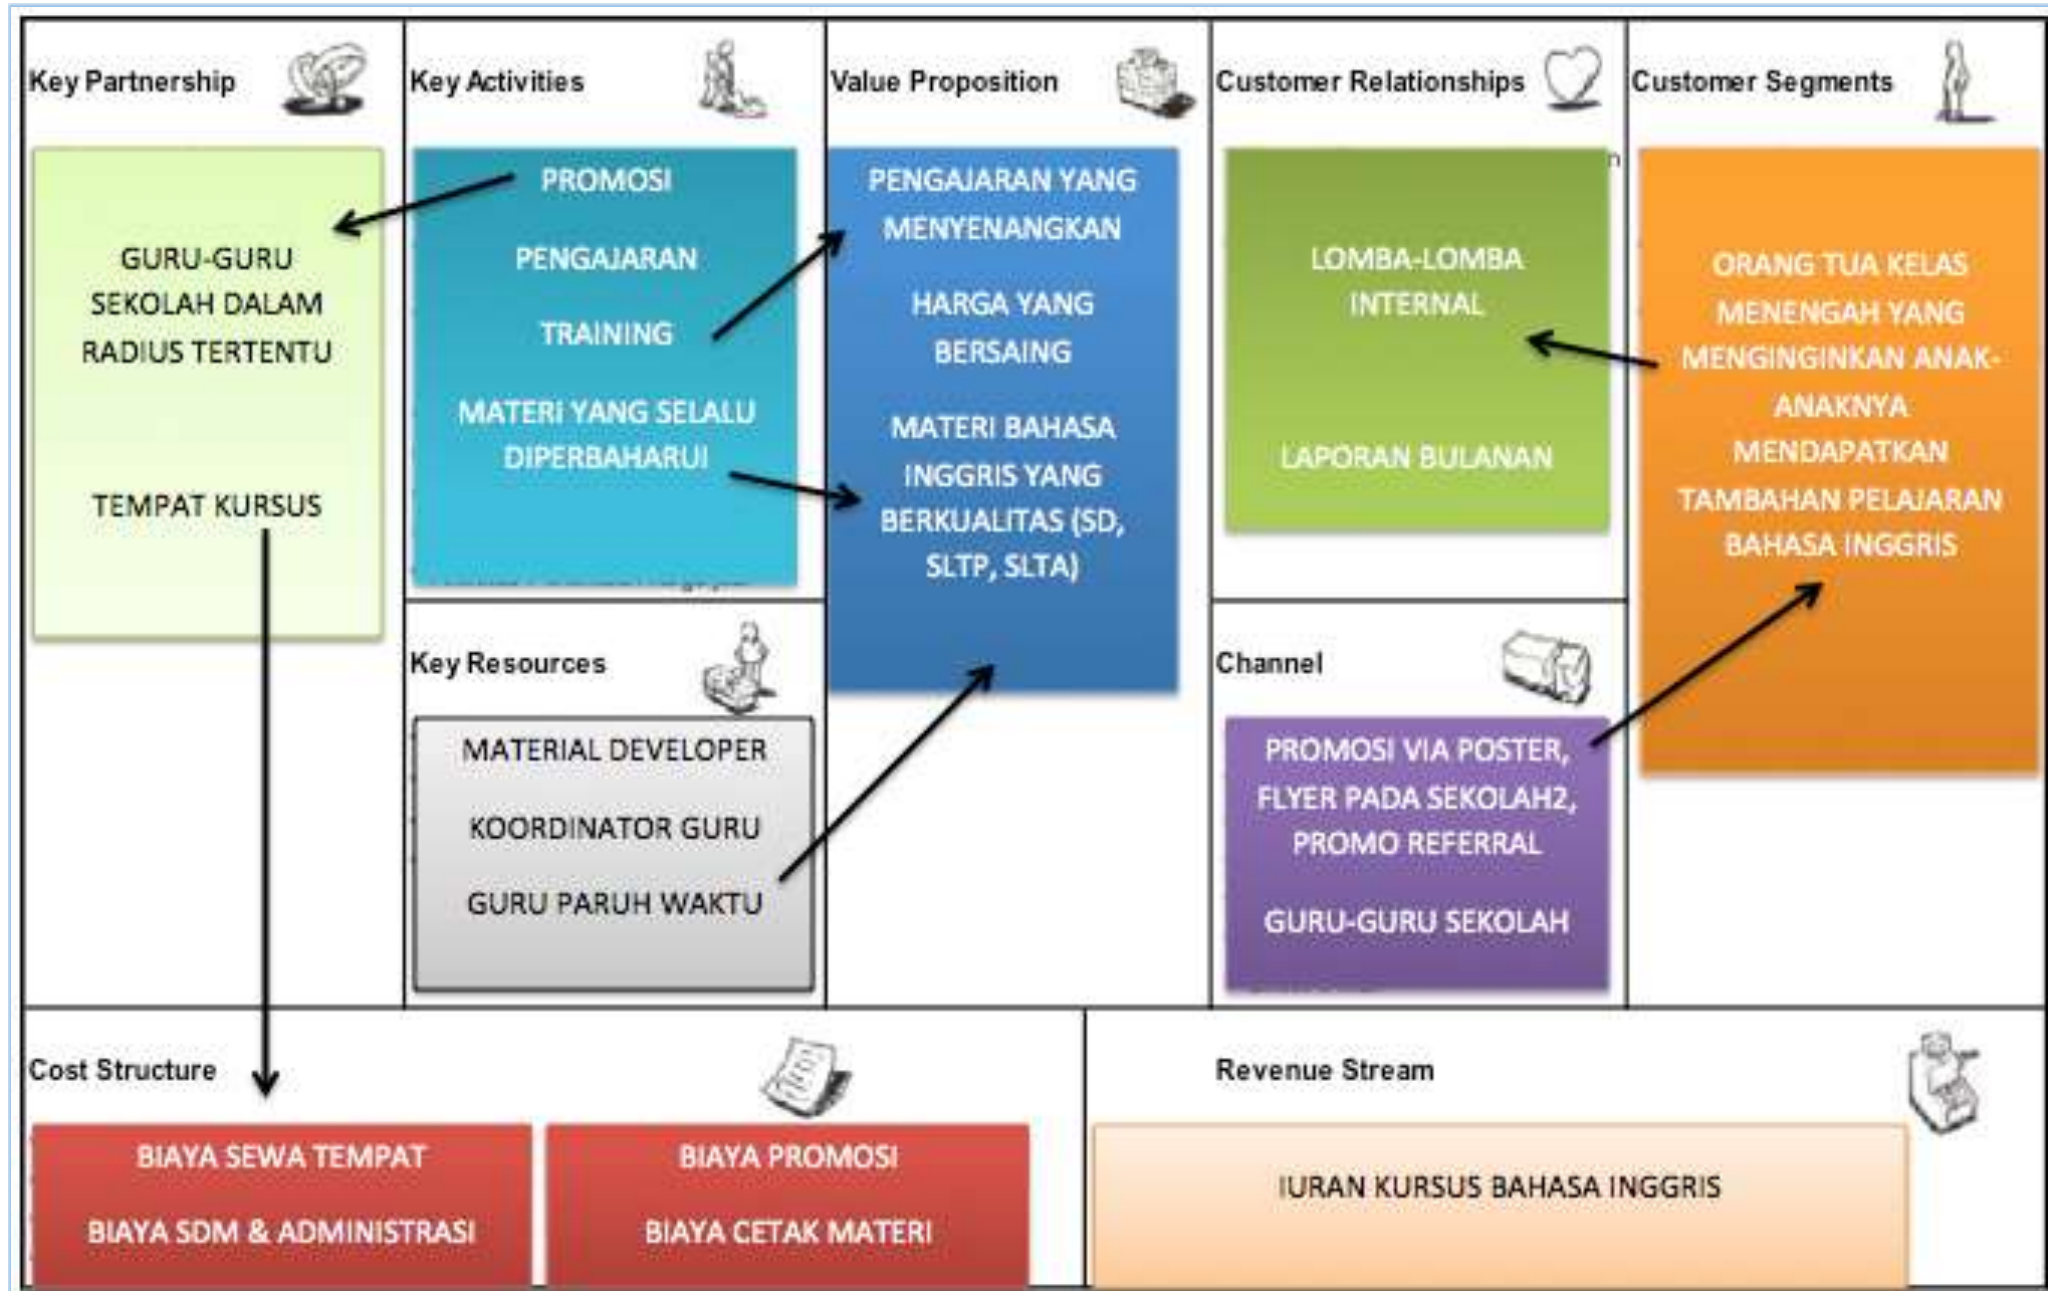 Key Partnership
GURU-GURU
SEKOLAH DALAM
RADIUS TERTENTU
TEMPAT KURSUS
Key Activities
PROMOSI
PENGAJARAN
TRAINING
MATERI YANG SELALU
DIPERBAHARUI
Key Resources
MATERIAL DEVELOPER
KOORDINATOR GURU
GURU PARUH WAKTU
Value Proposition
PENGAJARAN YANG
MENYENANGKAN
HARGA YANG
BERSAING
MATERI BAHASA
INGGRIS YANG
BERKUALITAS (SD,
SLTP, SLTA)
Customer Relationships
LOMBA-LOMBA
INTERNAL
LAPORAN BULANAN
Channel
PROMOSI VIA POSTER,
FLYER PADA SEKOLAH2,
PROMO REFERRAL
GURU-GURU SEKOLAH
Customer Segments
ORANG TUA KELAS
MENENGAH YANG
MENGINGINKAN ANAK-
ANAKNYA
MENDAPATKAN
TAMBAHAN PELAJARAN
BAHASA INGGRIS
Cost Structure
BIAYA SEWA TEMPAT
BIAYA SDM & ADMINISTRASI
BIAYA PROMOSI
BIAYA CETAK MATERI
Revenue Stream
IURAN KURSUS BAHASA INGGRIS